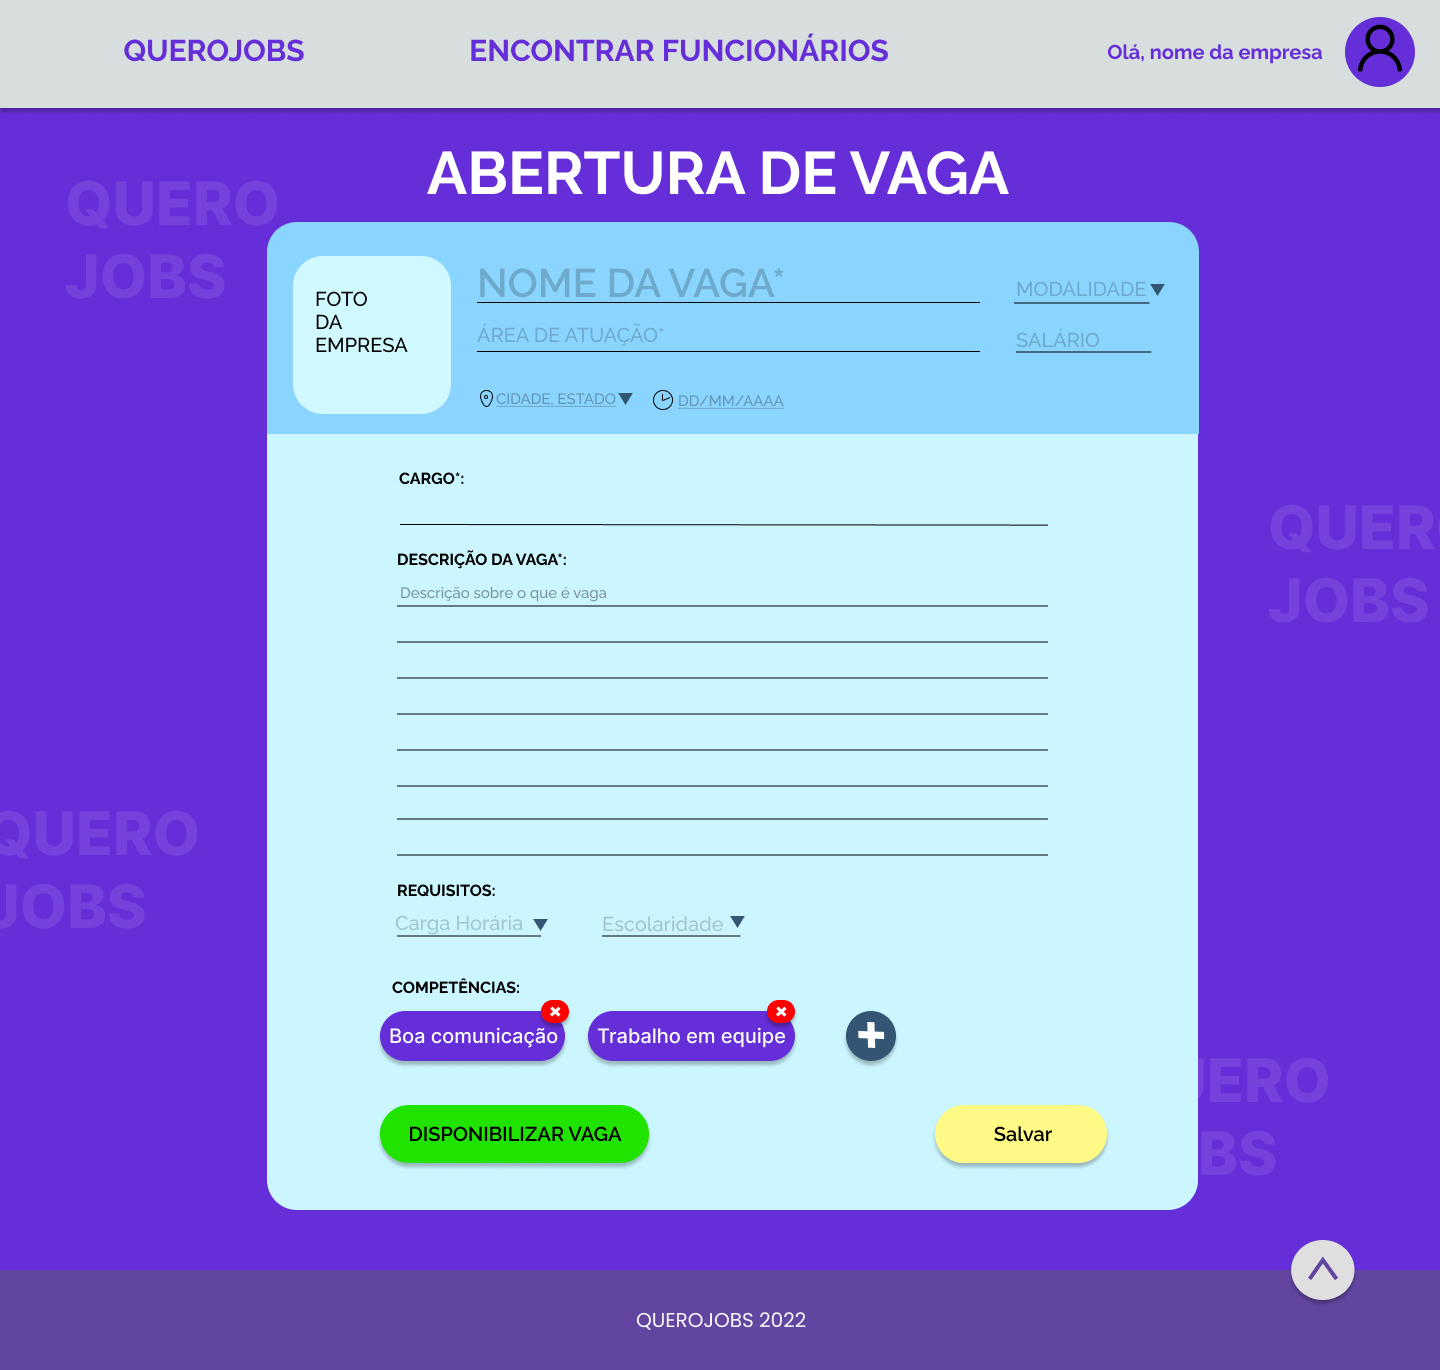 QUEROJOBS
ENCONTRAR FUNCIONÁRIOS
Olá, nome da empresa
ABERTURA DE VAGA
QUERO
JOBS
FOTO
DA
EMPRESA
NOME DA VAGA*
MODALIDADE
ÁREA DE ATUAÇÃO*
SALÁRIO
CIDADE, ESTADO
DD/MM/AAAA
CARGO*:
DESCRIÇÃO DA VAGA*:
Descrição sobre o que é vaga
QUER
JOBS
QUERO
JOBS
REQUISITOS:
Carga Horária
Escolaridade
COMPETÊNCIAS:
Boa comunicação
Trabalho em equipe
UERO
BS
DISPONIBILIZAR VAGA
Salvar
QUEROJOBS 2022